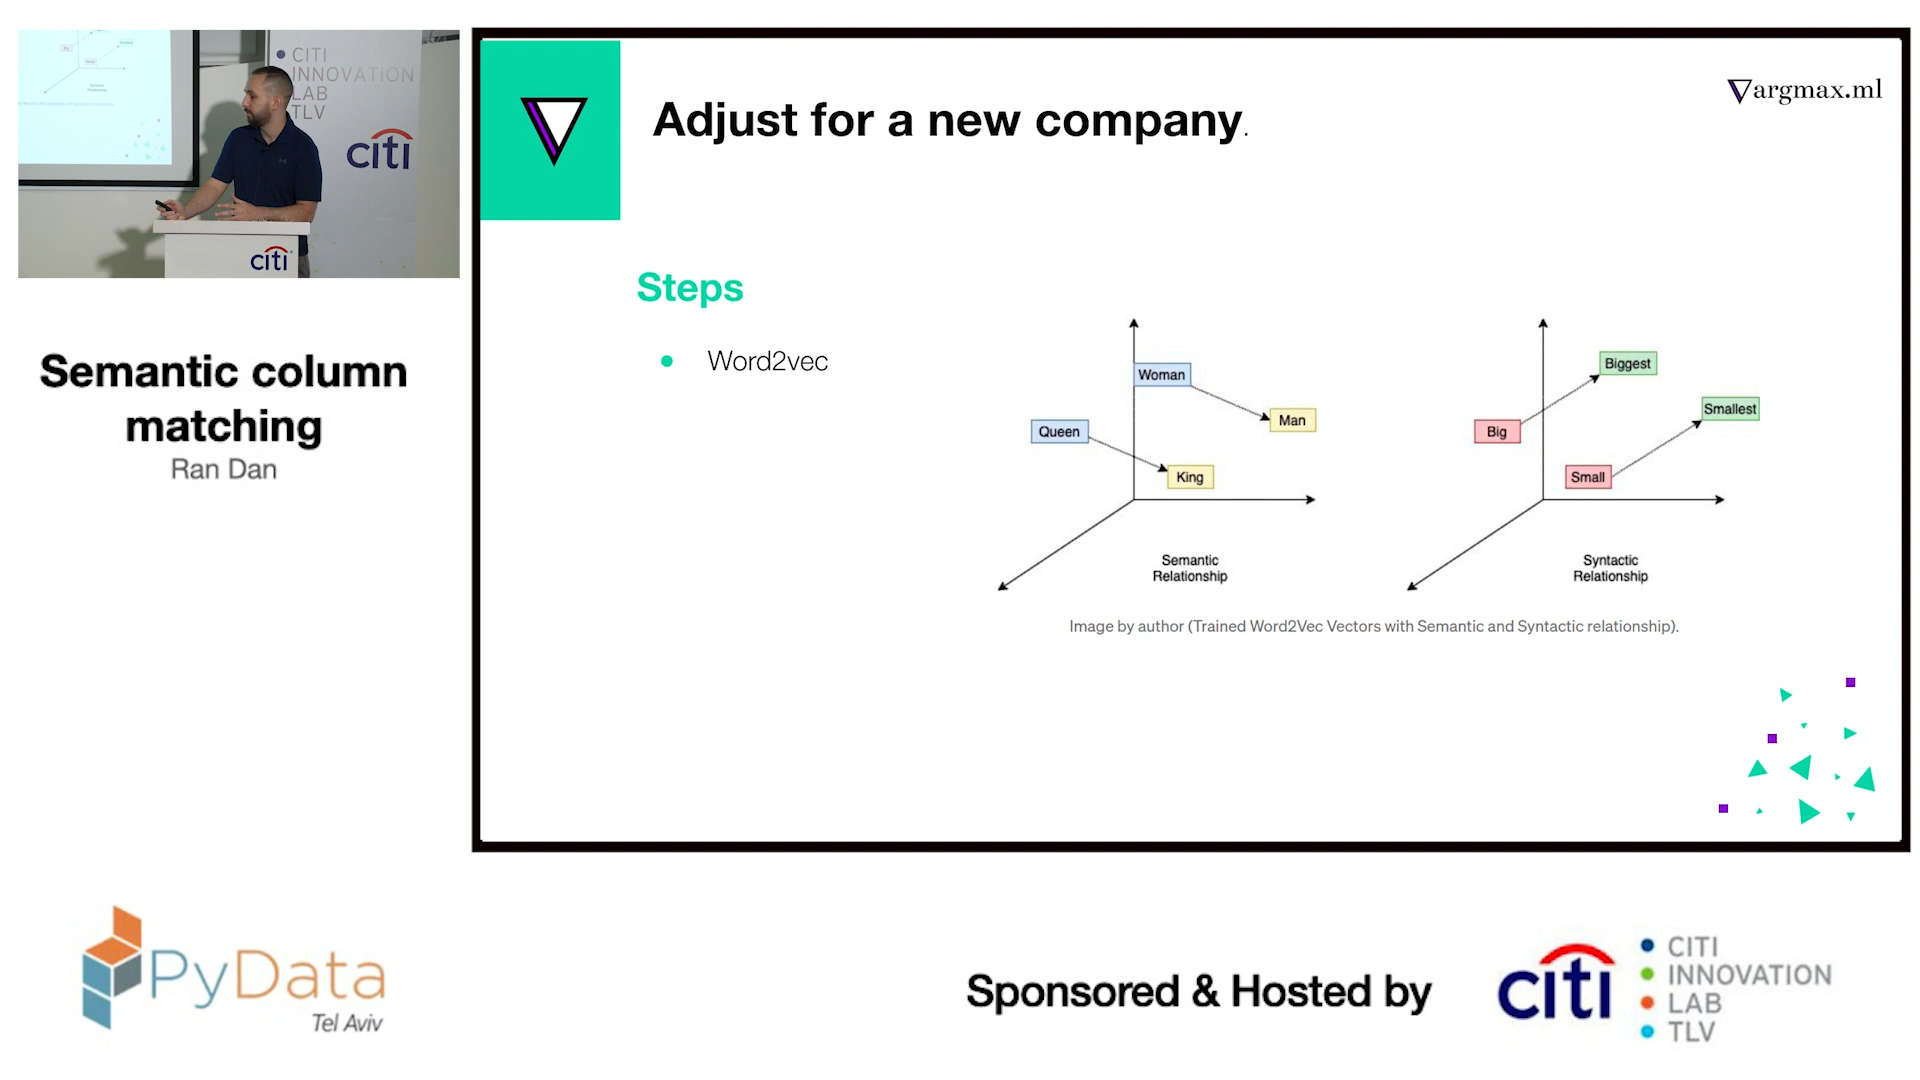 CITI
INNOVATION
LAB
TLV
citi
citi
Semantic column
matching
Ran Dan
argmax.ml
Adjust for a new company.
Steps
Word2vec
Woman
Man
Queen
King
Semantic
Relationship
Biggest
Smallest
Big
Small
Syntactic
Relationship
Image by author (Trained Word2Vec Vectors with Semantic and Syntactic relationship).
PyData
Tel Aviv
Sponsored & Hosted by
citi
CITI
INNOVATION
LAB
TLV